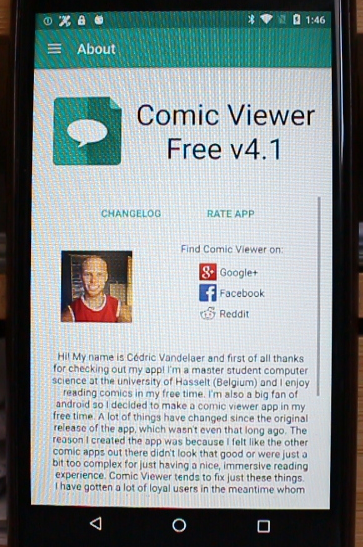 1:46
About
Comic Viewer
Free v4.1
CHANGELOG RATE APP
Find Comic Viewer on:
g+ Google+
f Facebook
Reddit
Hi! My name is Cédric Vandelaer and first of all thanks
for checking out my app! I'm a master student computer
science at the university of Hasselt (Belgium) and I enjoy
reading comics in my free time. I'm also a big fan of
android so I decided to make a comic viewer app in my
free time. A lot of things have changed since the original
release of the app, which wasn't even that long ago. The
reason I created the app was because I felt like the other
comic apps out there didn't look that good or were just a
bit too complex for just having a nice, immersive reading
experience. Comic Viewer tends to fix just these things.
I have gotten a lot of loyal users in the meantime whom